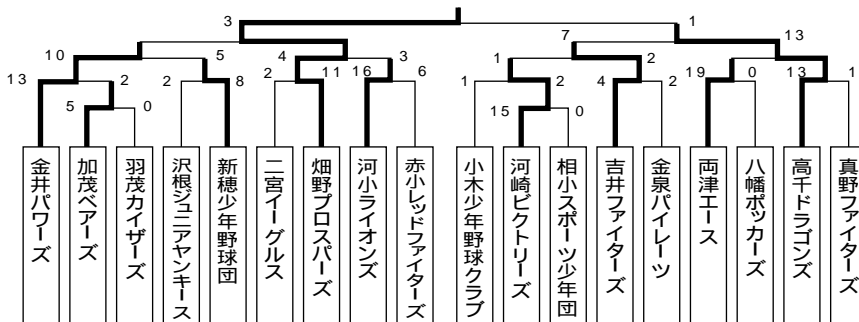 3 1
10 5 4 3 7 13
13 2 2 8 2 11 16 6 1 2 4 2 19 0 13 1
5 0 1 15 0
金井パワーズ
加茂ベアーズ
羽茂カイザーズ
沢根ジュニアヤンキース
新穂少年野球団
二宮イーグルス
畑野プロスパーズ
河小ライオンズ
赤小レッドファイターズ
小木少年野球クラブ
河崎ビクトリーズ
相小スポーツ少年団
吉井ファイターズ
金泉パイレーツ
両津エース
八幡ポッカーズ
高千ドラゴンズ
真野ファイターズ